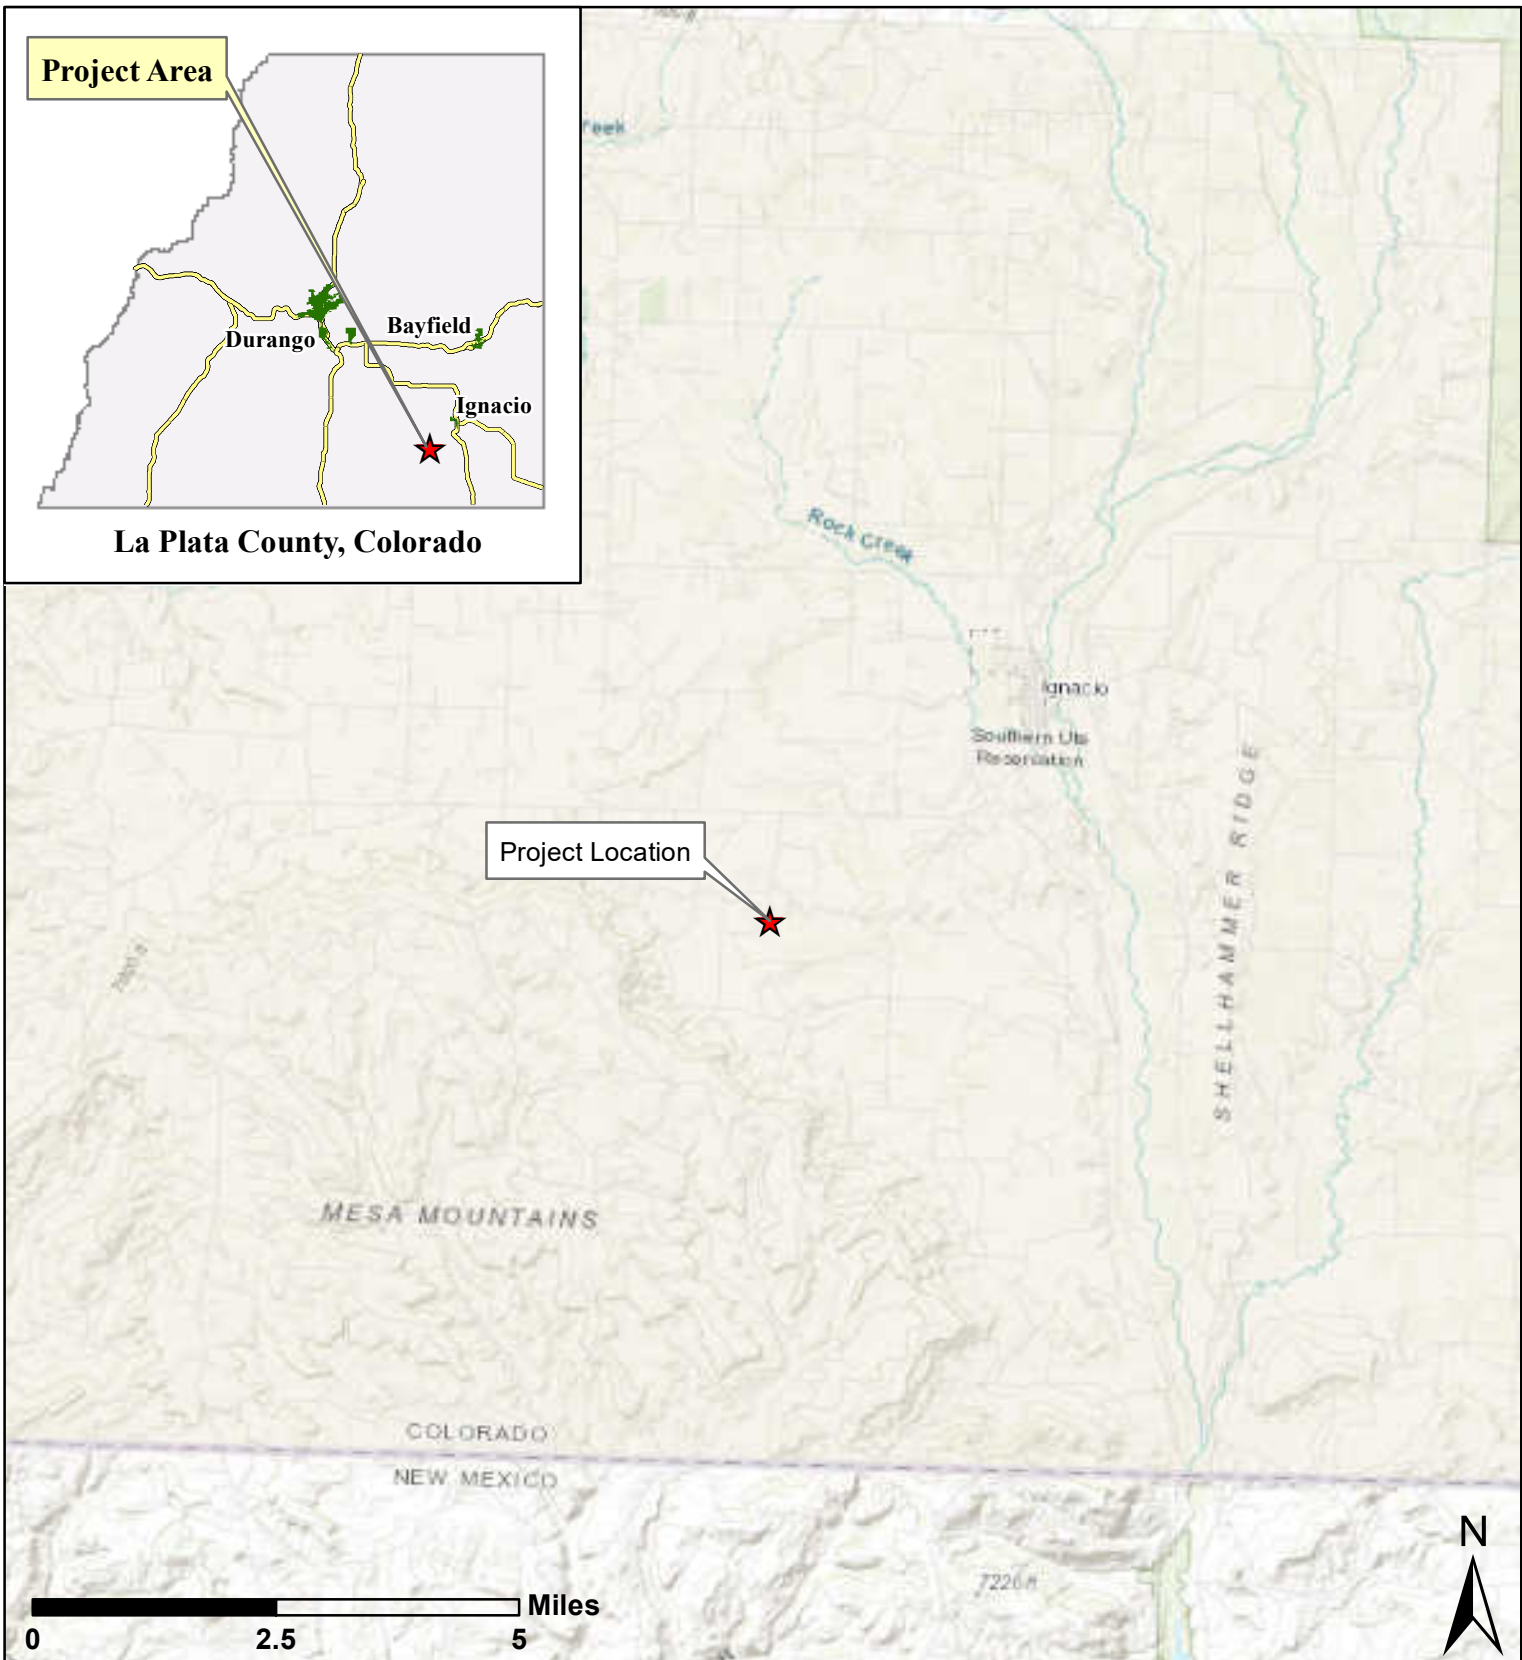 Project Area
Durango
Bayfield
Ignacio
La Plata County, Colorado
reek
Rock Creek
Ignacio
Southern Ute
Reservation
Project Location
SHELLHAMMER RIDGE
MESA MOUNTAINS
COLORADO
NEW MEXICO
7226 ft
N
Miles
0 2.5 5